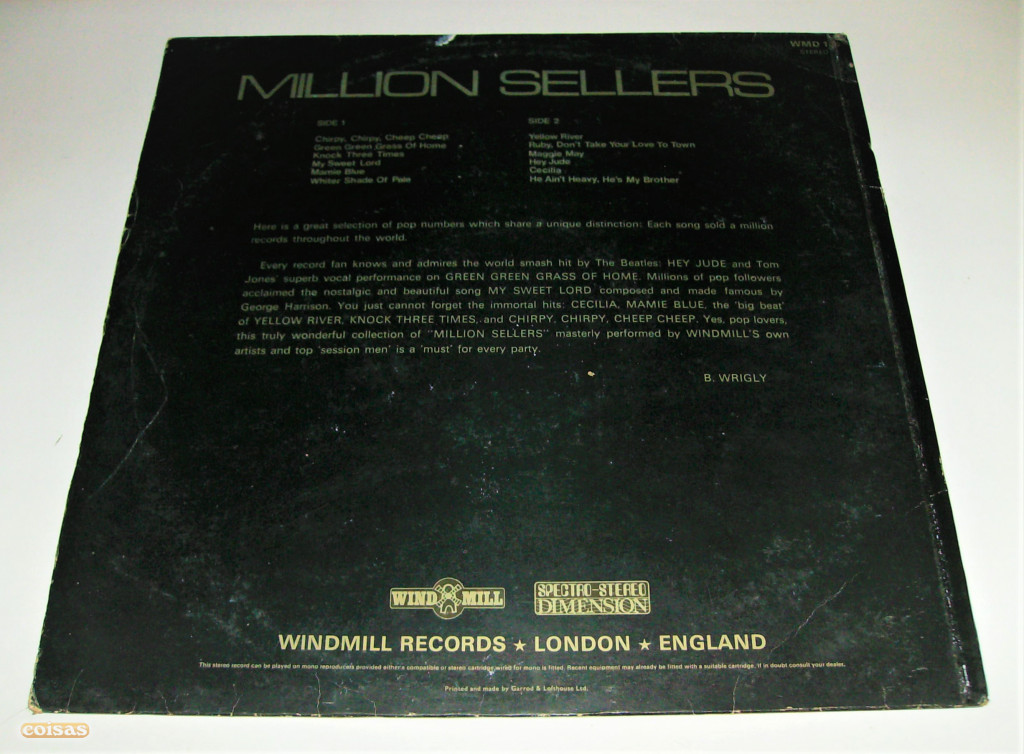 WMD 1
STEREO
MILLION SELLERS
SIDE 1
Chirpy, Chirpy, Cheep Cheep
Green Green Grass Of Home
Knock Three Times
My Sweet Lord
Mamie Blue
Whiter Shade Of Pale
SIDE 2
Yellow River
Ruby, Don't Take Your Love To Town
Maggie May
Hey Jude
Cecilia
He Ain't Heavy, He's My Brother
Here is a great selection of pop numbers which share a unique distinction: Each song sold a million
records throughout the world.
Every record fan knows and admires the world smash hit by The Beatles: HEY JUDE and Tom
Jones' superb vocal performance on GREEN GREEN GRASS OF HOME. Millions of pop followers
acclaimed the nostalgic and beautiful song MY SWEET LORD composed and made famous by
George Harrison. You just cannot forget the immortal hits: CECILIA, MAMIE BLUE, the 'big beat'
of YELLOW RIVER, KNOCK THREE TIMES, and CHIRPY, CHIRPY, CHEEP CHEEP. Yes, pop lovers,
this truly wonderful collection of "MILLION SELLERS" masterly performed by WINDMILL'S own
artists and top 'session men' is a 'must' for every party.
B. WRIGLY
WIND MILL
SPECTRO-STEREO
DIMENSION
WINDMILL RECORDS ★ LONDON ★ ENGLAND
This stereo record can be played on mono reproducers provided either a compatible or stereo cartridge wired for mono is fitted. Recent equipment may already be fitted with a suitable cartridge. If in doubt consult your dealer.
Printed and made by Garrod & Lofthouse Ltd.
coisas